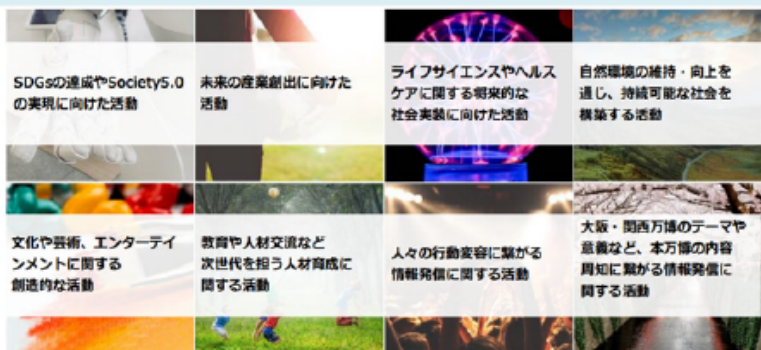 SDGsの達成やSociety5.0
の実現に向けた活動
未来の産業創出に向けた
活動
ライフサイエンスやヘルス
ケアに関する将来的な
社会実装に向けた活動
自然環境の維持・向上を
通じ、持続可能な社会を
構築する活動
文化や芸術、エンターテイ
ンメントに関する
創造的な活動
教育や人材交流など
次世代を担う人材育成に
関する活動
人々の行動変容に繋がる
情報発信に関する活動
大阪・関西万博のテーマや
意義など、本万博の内容
周知に繋がる情報発信に
関する活動